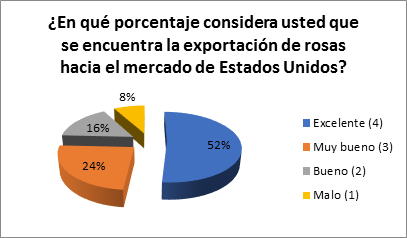 ¿En qué porcentaje considera usted que
se encuentra la exportación de rosas
hacia el mercado de Estados Unidos?
8%
16%
52%
24%
Excelente (4)
Muy bueno (3)
Bueno (2)
Malo (1)